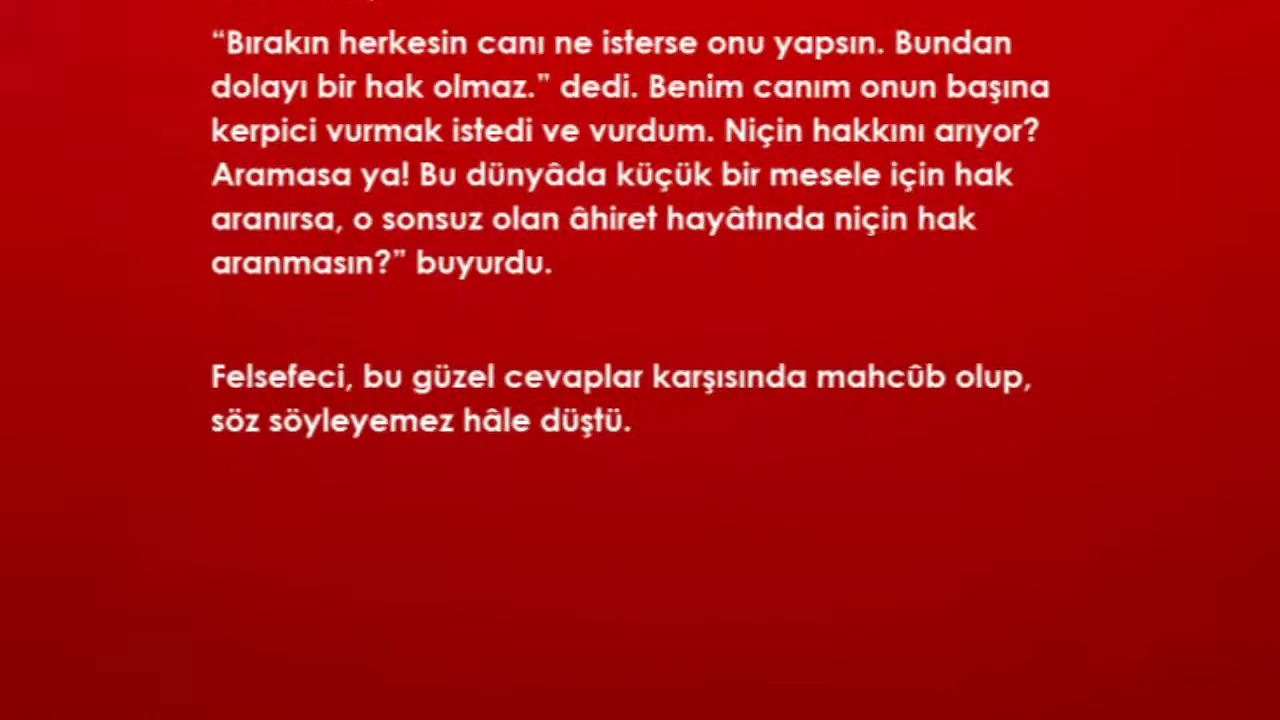 “Bırakın herkesin canı ne isterse onu yapsın. Bundan
dolayı bir hak olmaz.” dedi. Benim canım onun başına
kerpici vurmak istedi ve vurdum. Niçin hakkını arıyor?
Aramasa ya! Bu dünyâda küçük bir mesele için hak
aranırsa, o sonsuz olan âhiret hayâtında niçin hak
aranmasın?” buyurdu.
Felsefeci, bu güzel cevaplar karşısında mahcûb olup,
söz söyleyemez hâle düştü.